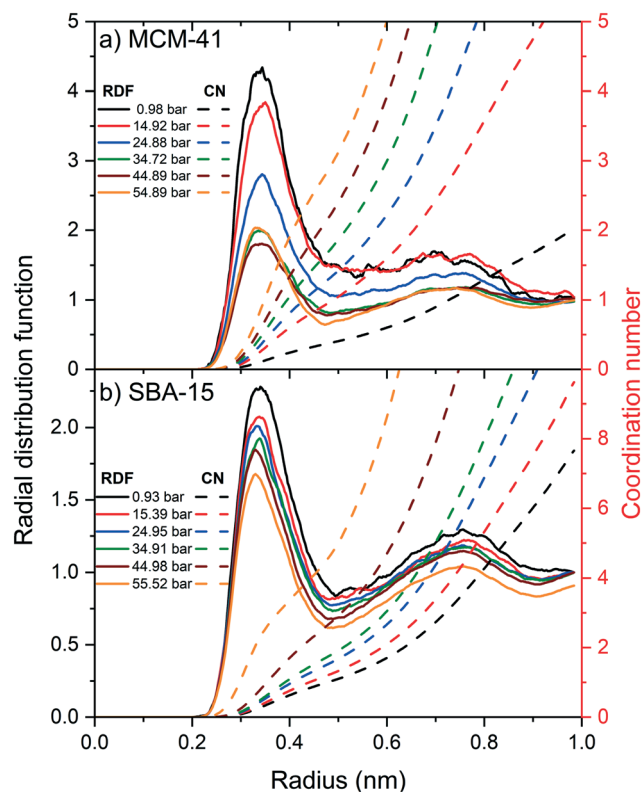 a) MCM-41
RDF CN
0.98 bar
14.92 bar
24.88 bar
34.72 bar
44.89 bar
54.89 bar
5
4
3
2
1
0
5
4
3
2
1
0
b) SBA-15
RDF CN
0.93 bar
15.39 bar
24.95 bar
34.91 bar
44.98 bar
55.52 bar
2.0
1.5
1.0
0.5
0.0
8
6
4
2
0
0.0 0.2 0.4 0.6 0.8 1.0
Radius (nm)
Radial distribution function
Coordination number